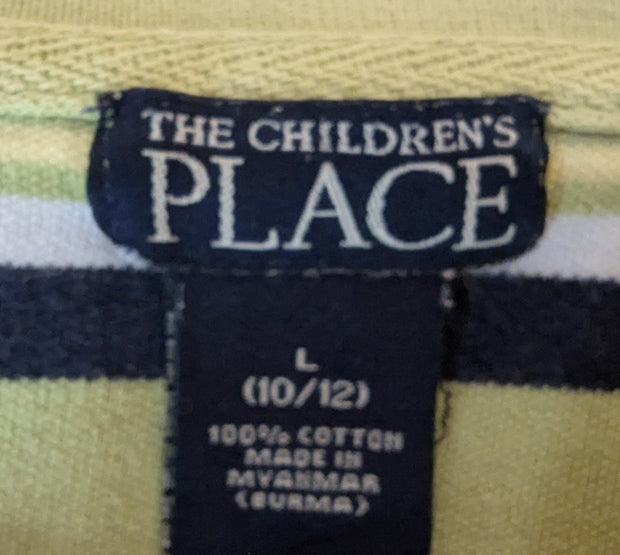 THE CHILDREN'S
PLACE
L
(10/12)
100% COTTON
MADE IN
MYANMAR
(BURMA)